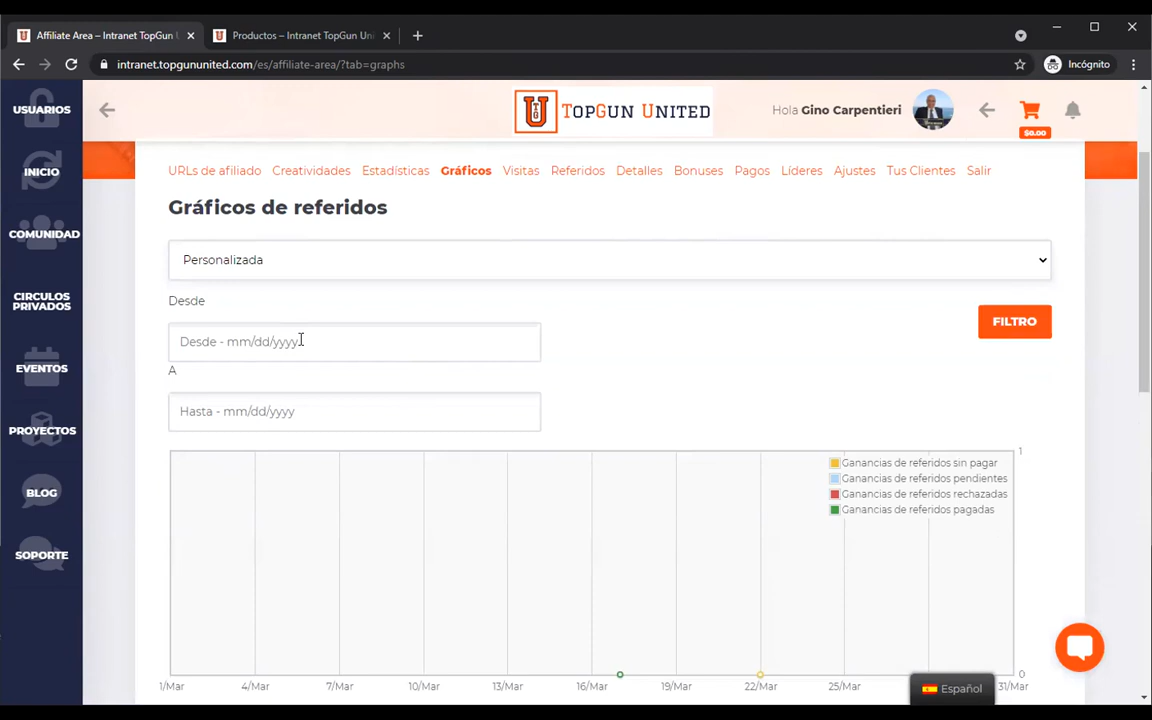 Affiliate Area – Intranet TopGun U
Productos – Intranet TopGun Uni
intranet.topgununited.com/es/affiliate-area/?tab=graphs
Incógnito
USUARIOS
INICIO
COMUNIDAD
CIRCULOS
PRIVADOS
EVENTOS
PROYECTOS
BLOG
SOPORTE
TOPGUN UNITED
Hola Gino Carpentieri
$0.00
URLs de afiliado Creatividades Estadísticas Gráficos Visitas Referidos Detalles Bonuses Pagos Líderes Ajustes Tus Clientes Salir
Gráficos de referidos
Personalizada
Desde
Desde - mm/dd/yyyy
FILTRO
A
Hasta - mm/dd/yyyy
1
Ganancias de referidos sin pagar
Ganancias de referidos pendientes
Ganancias de referidos rechazadas
Ganancias de referidos pagadas
0
1/Mar 4/Mar 7/Mar 10/Mar 13/Mar 16/Mar 19/Mar 22/Mar 25/Mar 31/Mar
Español